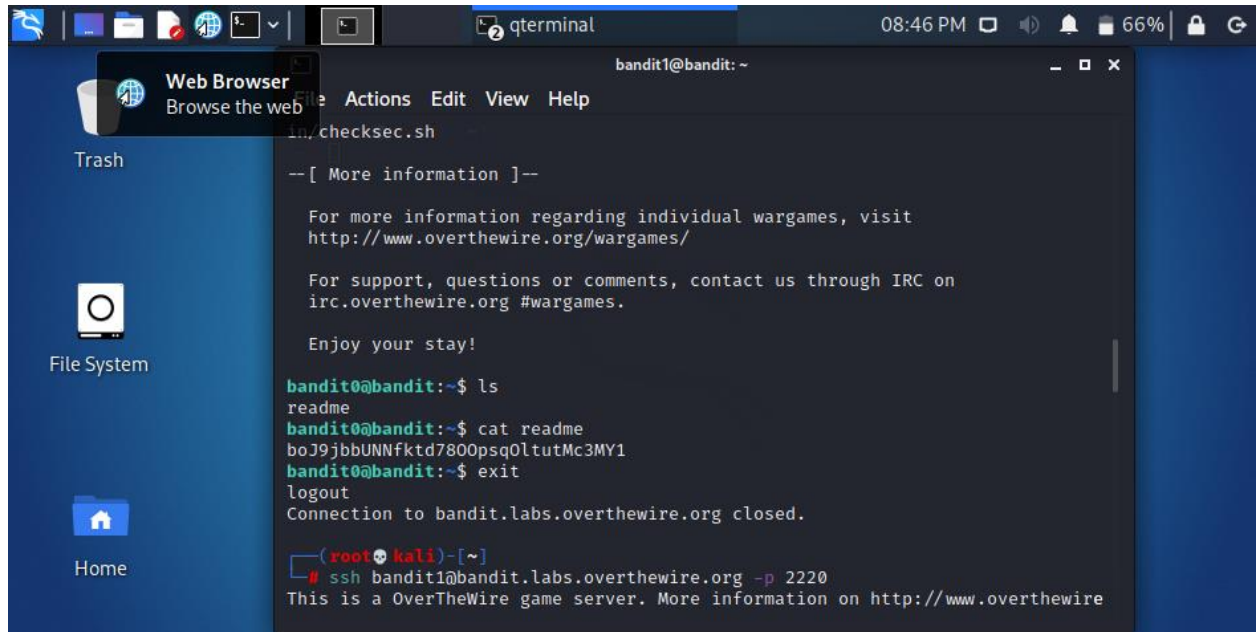 qterminal
2
08:46 PM
66%
Web Browser
Browse the web
bandit1@bandit: ~
File Actions Edit View Help
in/checksec.sh
--[ More information ]--
For more information regarding individual wargames, visit
http://www.overthewire.org/wargames/
For support, questions or comments, contact us through IRC on
irc.overthewire.org #wargames.
Enjoy your stay!
bandit0@bandit:~$ ls
readme
bandit0@bandit:~$ cat readme
boJ9jbbUNNfktd78OOpsqOltutMc3MY1
bandit0@bandit:~$ exit
logout
Connection to bandit.labs.overthewire.org closed.
(root💀kali)-[~]
# ssh bandit1@bandit.labs.overthewire.org -p 2220
This is a OverTheWire game server. More information on http://www.overthewire
Trash
File System
Home